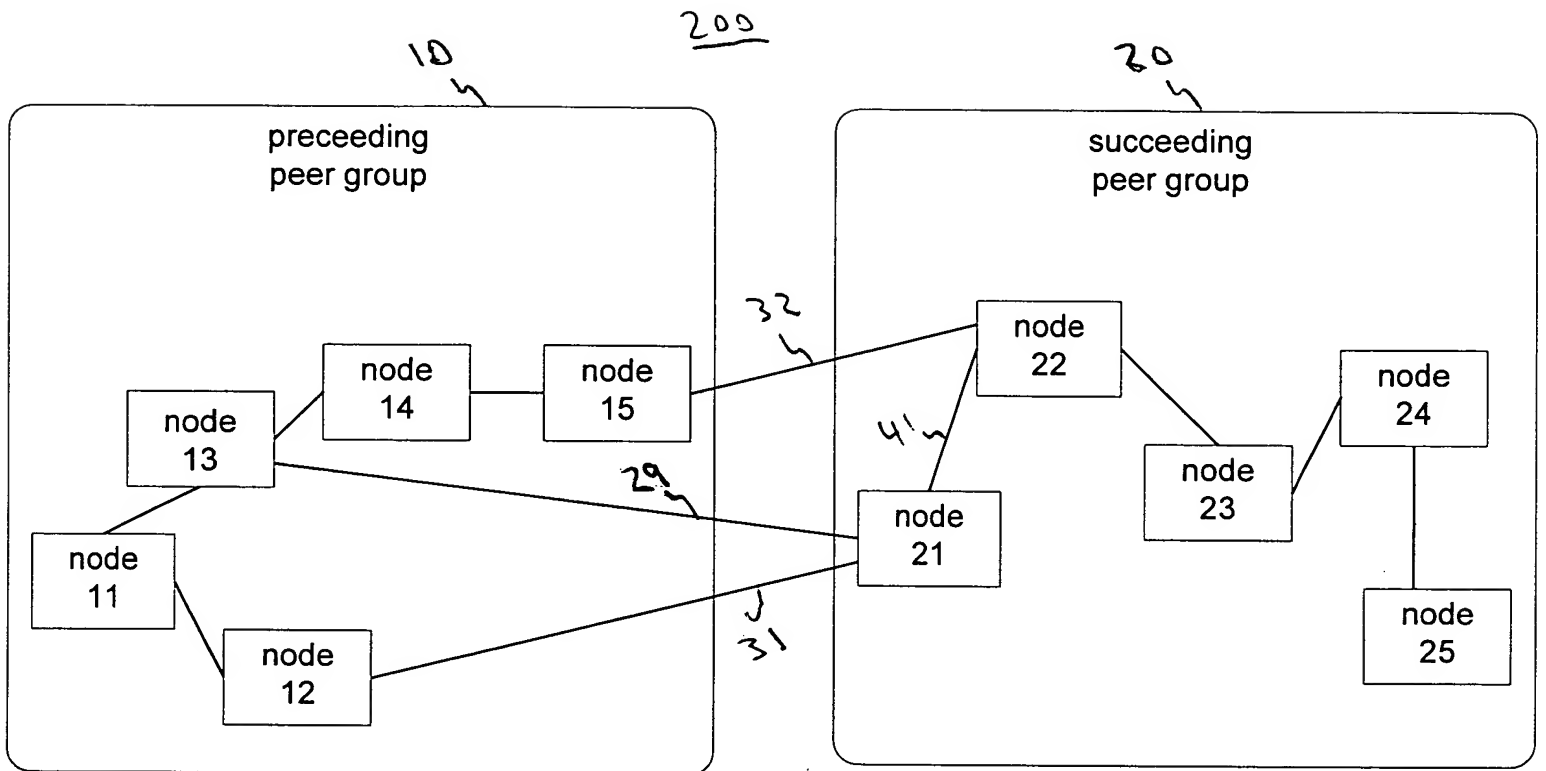 200
10
20
preceeding
peer group
succeeding
peer group
32
node
22
node
14
node
15
node
24
node
13
41
29
node
23
node
21
node
11
31
node
25
node
12